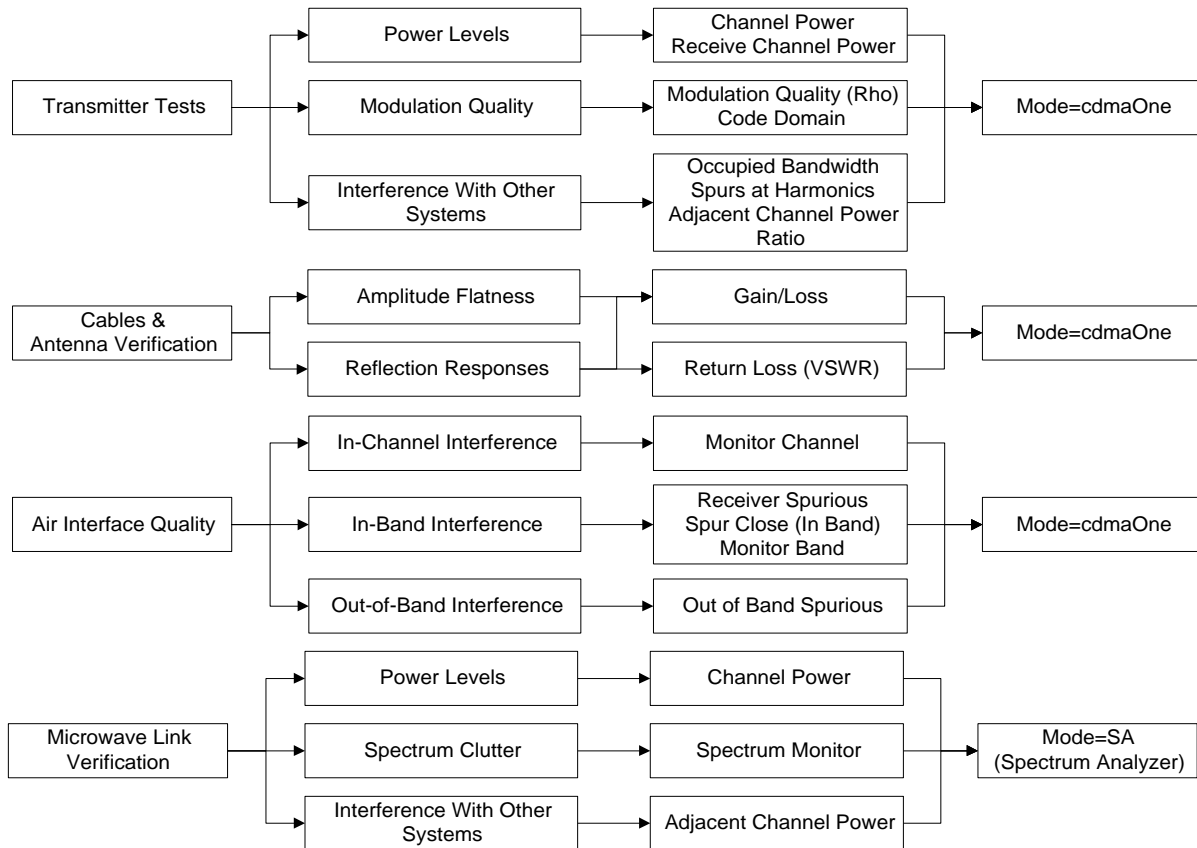 Power Levels
Channel Power
Receive Channel Power
Transmitter Tests
Modulation Quality
Modulation Quality (Rho)
Code Domain
Mode=cdmaOne
Interference With Other
Systems
Occupied Bandwidth
Spurs at Harmonics
Adjacent Channel Power
Ratio
Cables &
Antenna Verification
Amplitude Flatness
Gain/Loss
Mode=cdmaOne
Reflection Responses
Return Loss (VSWR)
In-Channel Interference
Monitor Channel
Air Interface Quality
In-Band Interference
Receiver Spurious
Spur Close (In Band)
Monitor Band
Mode=cdmaOne
Out-of-Band Interference
Out of Band Spurious
Power Levels
Channel Power
Microwave Link
Verification
Spectrum Clutter
Spectrum Monitor
Mode=SA
(Spectrum Analyzer)
Interference With Other
Systems
Adjacent Channel Power